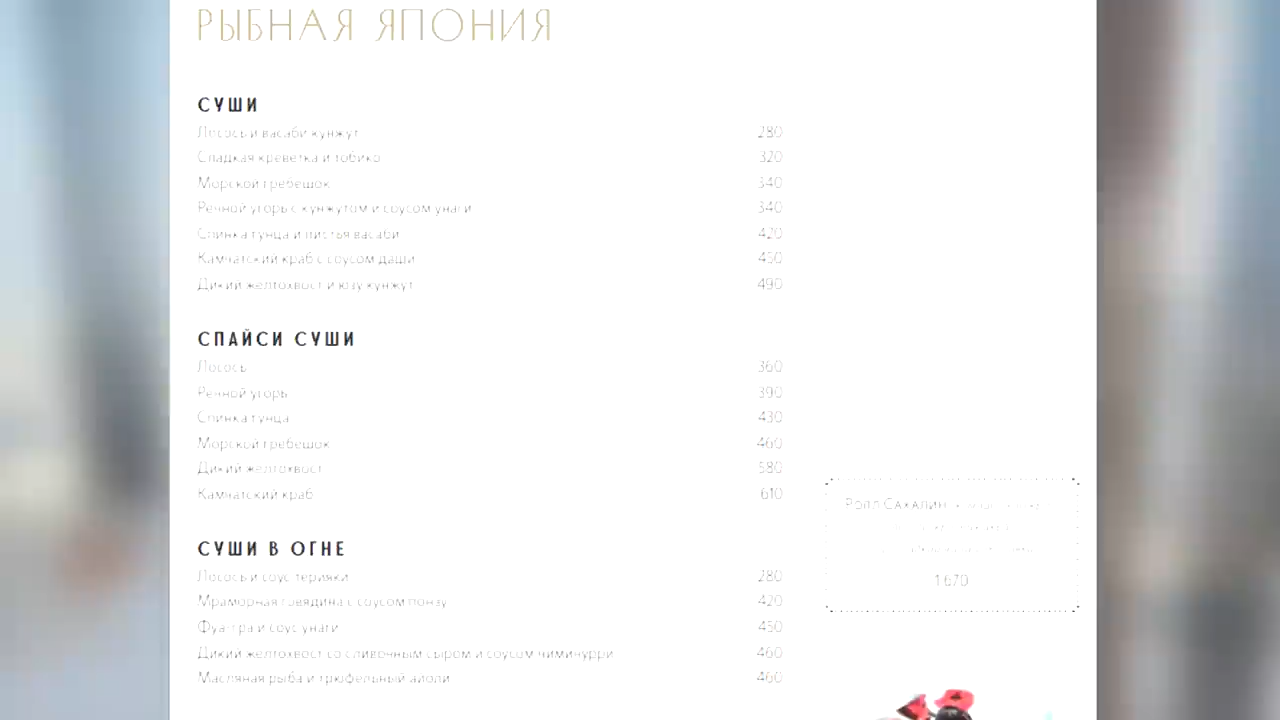 РЫБНАЯ ЯПОНИЯ
СУШИ
Лосось и васаби кунжут 280
Сладкая креветка и тобико 320
Морской гребешок 340
Речной угорь с кунжутом и соусом унаги 340
Спинка тунца и листья васаби 420
Камчатский краб с соусом даши 450
Дикий желтохвост и юзу кунжут 490
СПАЙСИ СУШИ
Лосось 360
Речной угорь 390
Спинка тунца 430
Морской гребешок 460
Дикий желтохвост 580
Камчатский краб 610
СУШИ В ОГНЕ
Лосось и соус терияки 280
Мраморная говядина с соусом понзу 420
Фуа-гра и соус унаги 450
Дикий желтохвост со сливочным сыром и соусом чимичурри 460
Масляная рыба и трюфельный айоли 460
Ролл Сахалин
1 670